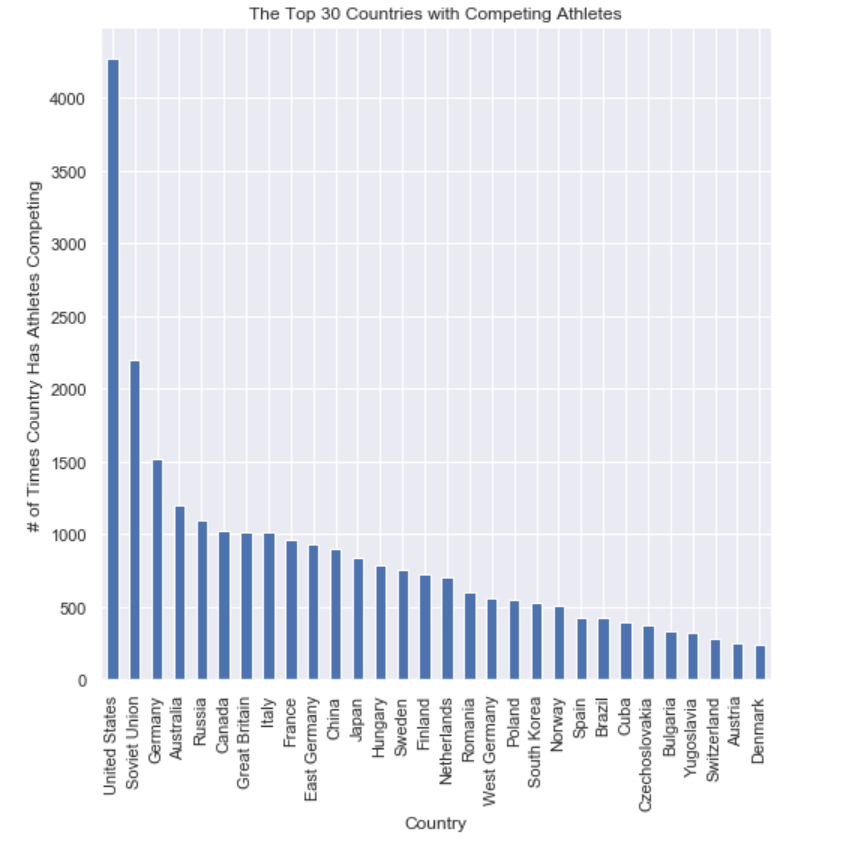 The Top 30 Countries with Competing Athletes
# of Times Country Has Athletes Competing
4000
3500
3000
2500
2000
1500
1000
500
0
United States
Soviet Union
Germany
Australia
Russia
Canada
Great Britain
Italy
France
East Germany
China
Japan
Hungary
Sweden
Finland
Netherlands
Romania
West Germany
Poland
South Korea
Norway
Spain
Brazil
Cuba
Czechoslovakia
Bulgaria
Yugoslavia
Switzerland
Austria
Denmark
Country